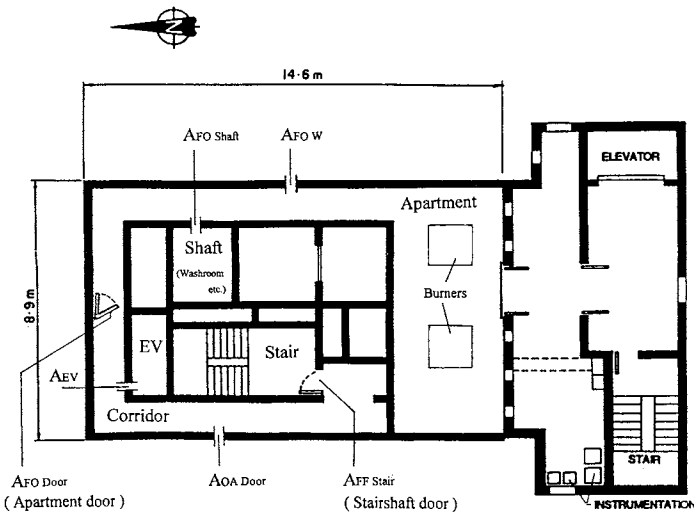 N
14·6 m
AFO Shaft
AFO W
ELEVATOR
Apartment
Shaft
(Washroom
etc.)
8·9 m
Burners
EV
Stair
AEV
Corridor
STAIR
AFO Door
( Apartment door )
AOA Door
AFF Stair
( Stairshaft door )
INSTRUMENTATION